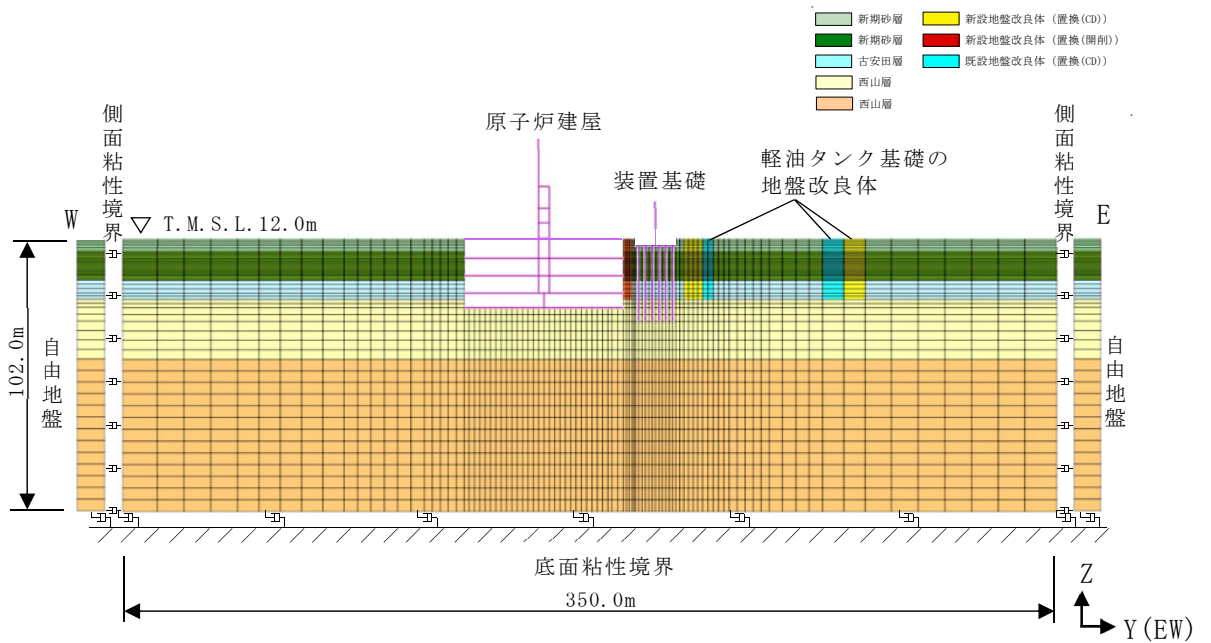 新期砂層
新設地盤改良体 (置換(CD))
新期砂層
新設地盤改良体 (置換(開削))
古安田層
既設地盤改良体 (置換(CD))
西山層
西山層
側面粘性境界
原子炉建屋
装置基礎
軽油タンク基礎の
地盤改良体
側面粘性境界
W
T.M.S.L.12.0m
E
102.0m
自由地盤
自由地盤
底面粘性境界
350.0m
Z
Y(EW)